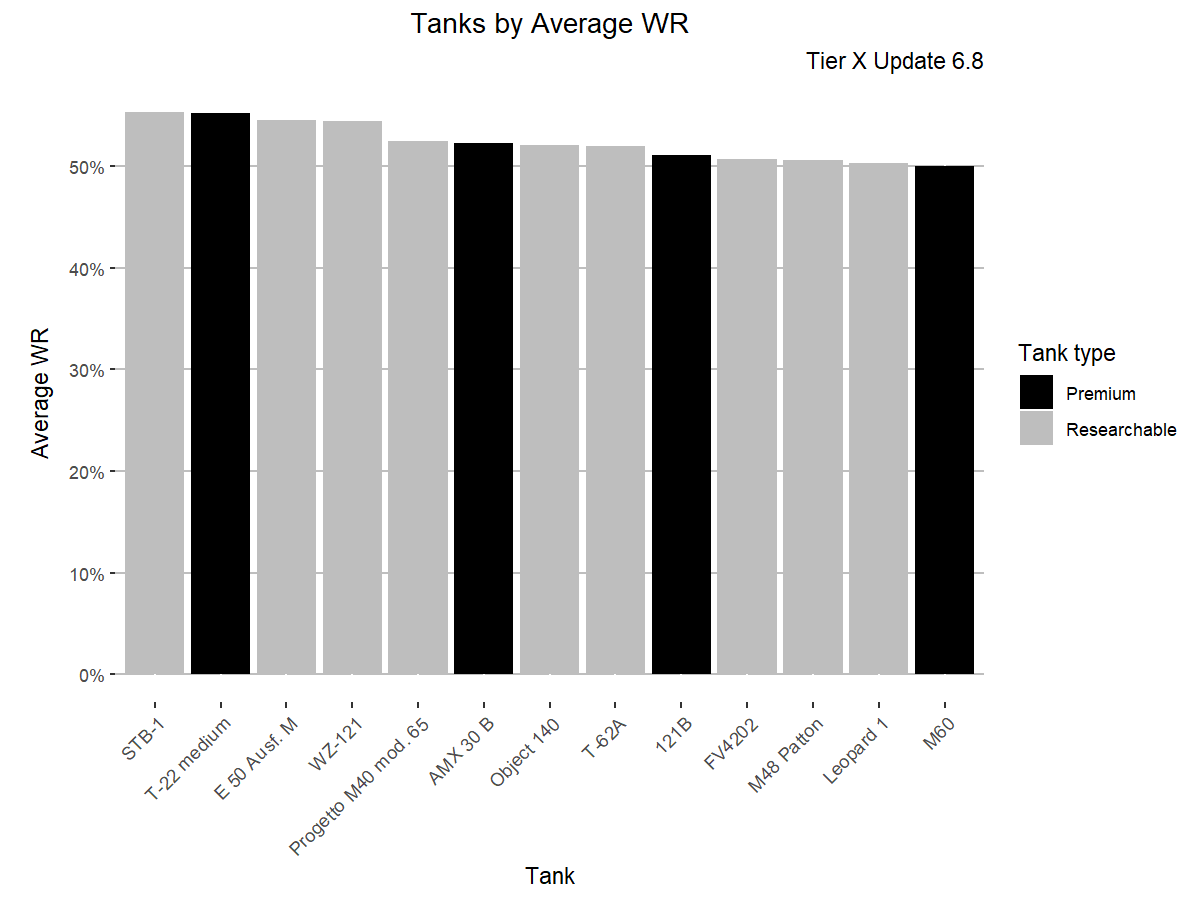 Tanks by Average WR
Tier X Update 6.8
Average WR
50%
40%
30%
20%
10%
0%
STB-1
T-22 medium
E 50 Ausf. M
WZ-121
Progetto M40 mod. 65
AMX 30 B
Object 140
T-62A
121B
FV4202
M48 Patton
Leopard 1
M60
Tank
Tank type
Premium
Researchable